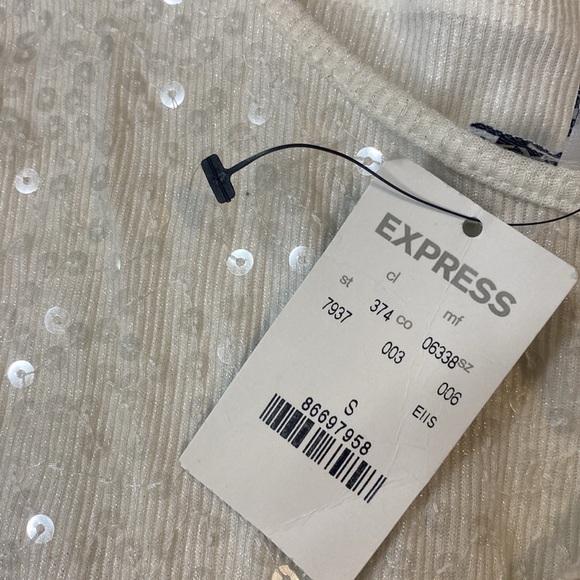 EXPRESS
st cl mf
7937 374 06338
co sz
003 006
S EIIS
86697958